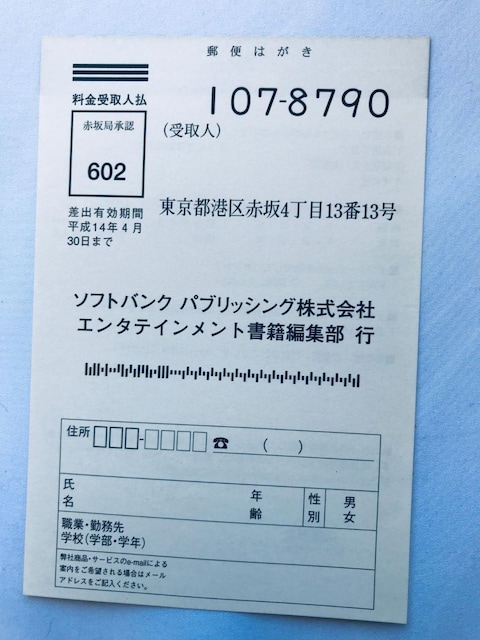 郵便はがき
料金受取人払
赤坂局承認
602
差出有効期間
平成14年4月
30日まで
107-8790
(受取人)
東京都港区赤坂4丁目13番13号
ソフトバンク パブリッシング株式会社
エンタテインメント書籍編集部 行
住所 □□□-□□□□ ☎ ( )
氏名 年齢 性別 男 女
職業・勤務先
学校(学部・学年)
弊社商品・サービスのe-mailによる
案内をご希望される場合はメール
アドレスをご記入ください。